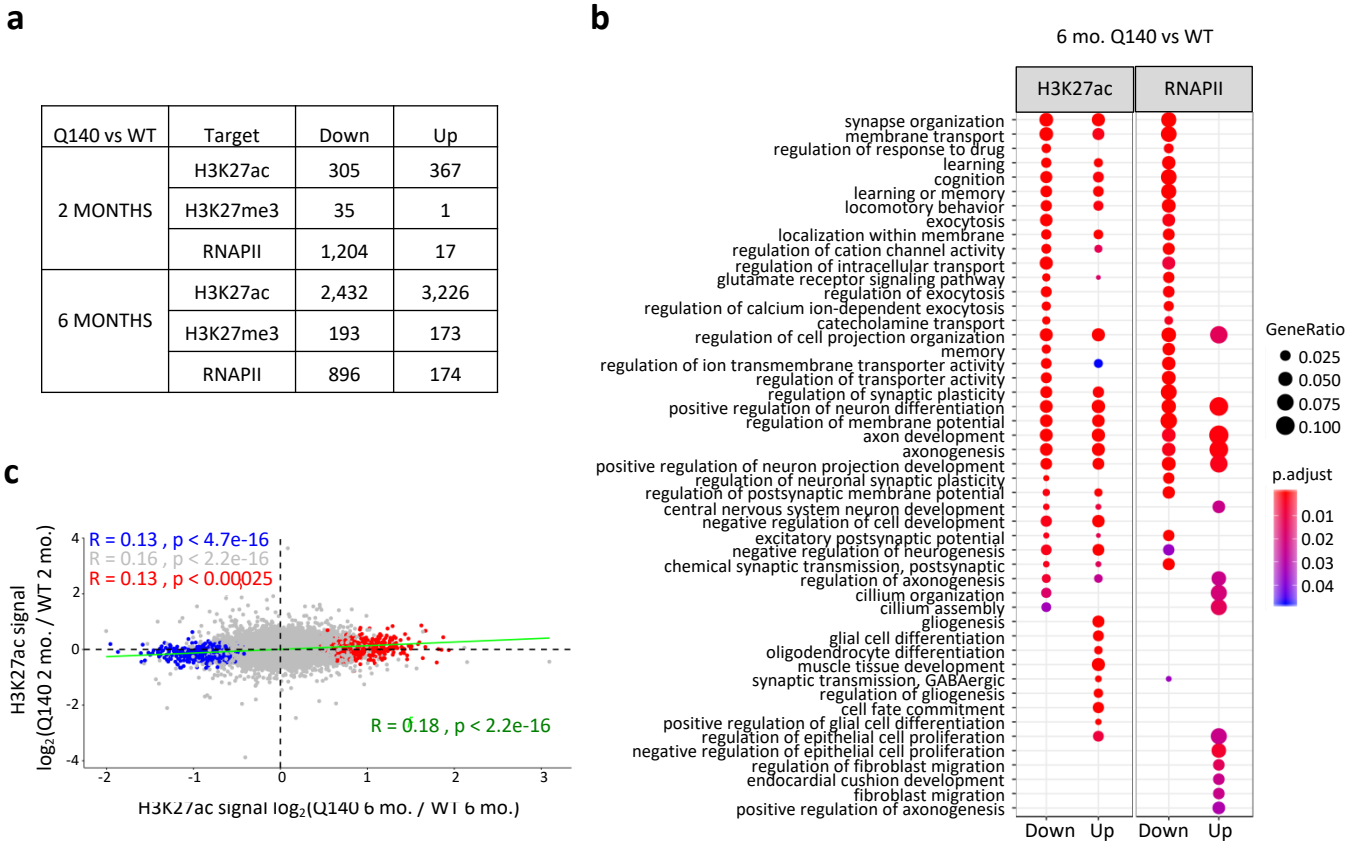 a
Q140 vs WT Target Down Up
2 MONTHS
H3K27ac 305 367
H3K27me3 35 1
RNAPII 1,204 17
6 MONTHS
H3K27ac 2,432 3,226
H3K27me3 193 173
RNAPII 896 174
b
6 mo. Q140 vs WT
H3K27ac RNAPII
synapse organization
membrane transport
regulation of response to drug
learning
cognition
learning or memory
locomotory behavior
exocytosis
localization within membrane
regulation of cation channel activity
regulation of intracellular transport
glutamate receptor signaling pathway
regulation of exocytosis
regulation of calcium ion-dependent exocytosis
catecholamine transport
regulation of cell projection organization
memory
regulation of ion transmembrane transporter activity
regulation of transporter activity
regulation of synaptic plasticity
positive regulation of neuron differentiation
regulation of membrane potential
axon development
axonogenesis
positive regulation of neuron projection development
regulation of neuronal synaptic plasticity
regulation of postsynaptic membrane potential
central nervous system neuron development
negative regulation of cell development
excitatory postsynaptic potential
negative regulation of neurogenesis
chemical synaptic transmission, postsynaptic
regulation of axonogenesis
cillium organization
cillium assembly
gliogenesis
glial cell differentiation
oligodendrocyte differentiation
muscle tissue development
synaptic transmission, GABAergic
regulation of gliogenesis
cell fate commitment
positive regulation of glial cell differentiation
regulation of epithelial cell proliferation
negative regulation of epithelial cell proliferation
regulation of fibroblast migration
endocardial cushion development
fibroblast migration
positive regulation of axonogenesis
Down Up Down Up
GeneRatio
0.025
0.050
0.075
0.100
p.adjust
0.01
0.02
0.03
0.04
c
H3K27ac signal
log2(Q140 2 mo. / WT 2 mo.)
4
2
0
-2
-4
R = 0.13 , p < 4.7e-16
R = 0.16 , p < 2.2e-16
R = 0.13 , p < 0.00025
R = 0.18 , p < 2.2e-16
-2 -1 0 1 2 3
H3K27ac signal log2(Q140 6 mo. / WT 6 mo.)